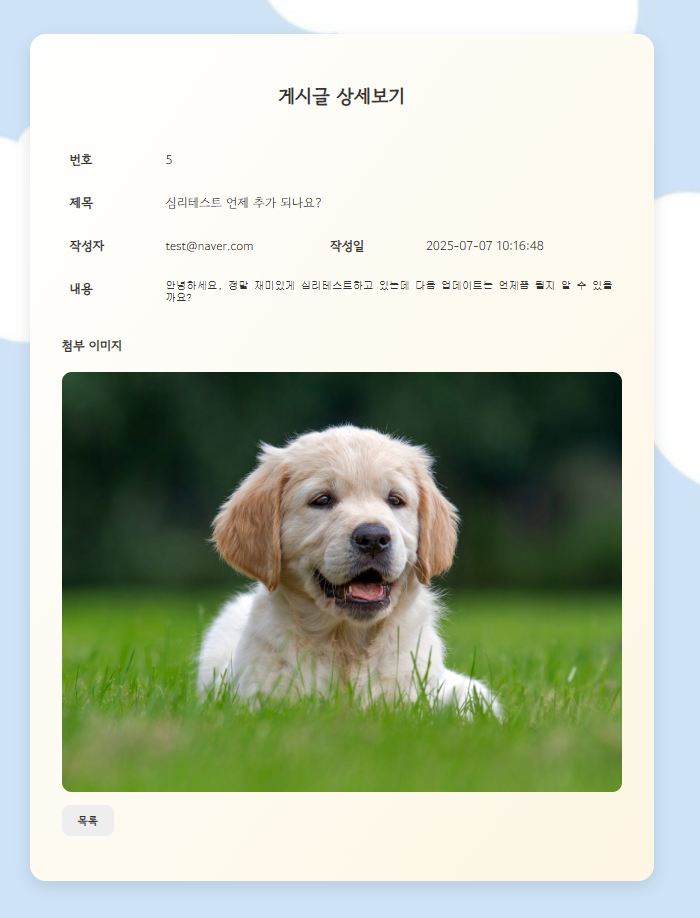 게시글 상세보기
번호 5
제목 심리테스트 언제 추가 되나요?
작성자 test@naver.com 작성일 2025-07-07 10:16:48
내용 안녕하세요, 정말 재미있게 심리테스트하고 있는데 다음 업데이트는 언제쯤 될지 알 수 있을
까요?
첨부 이미지
목록